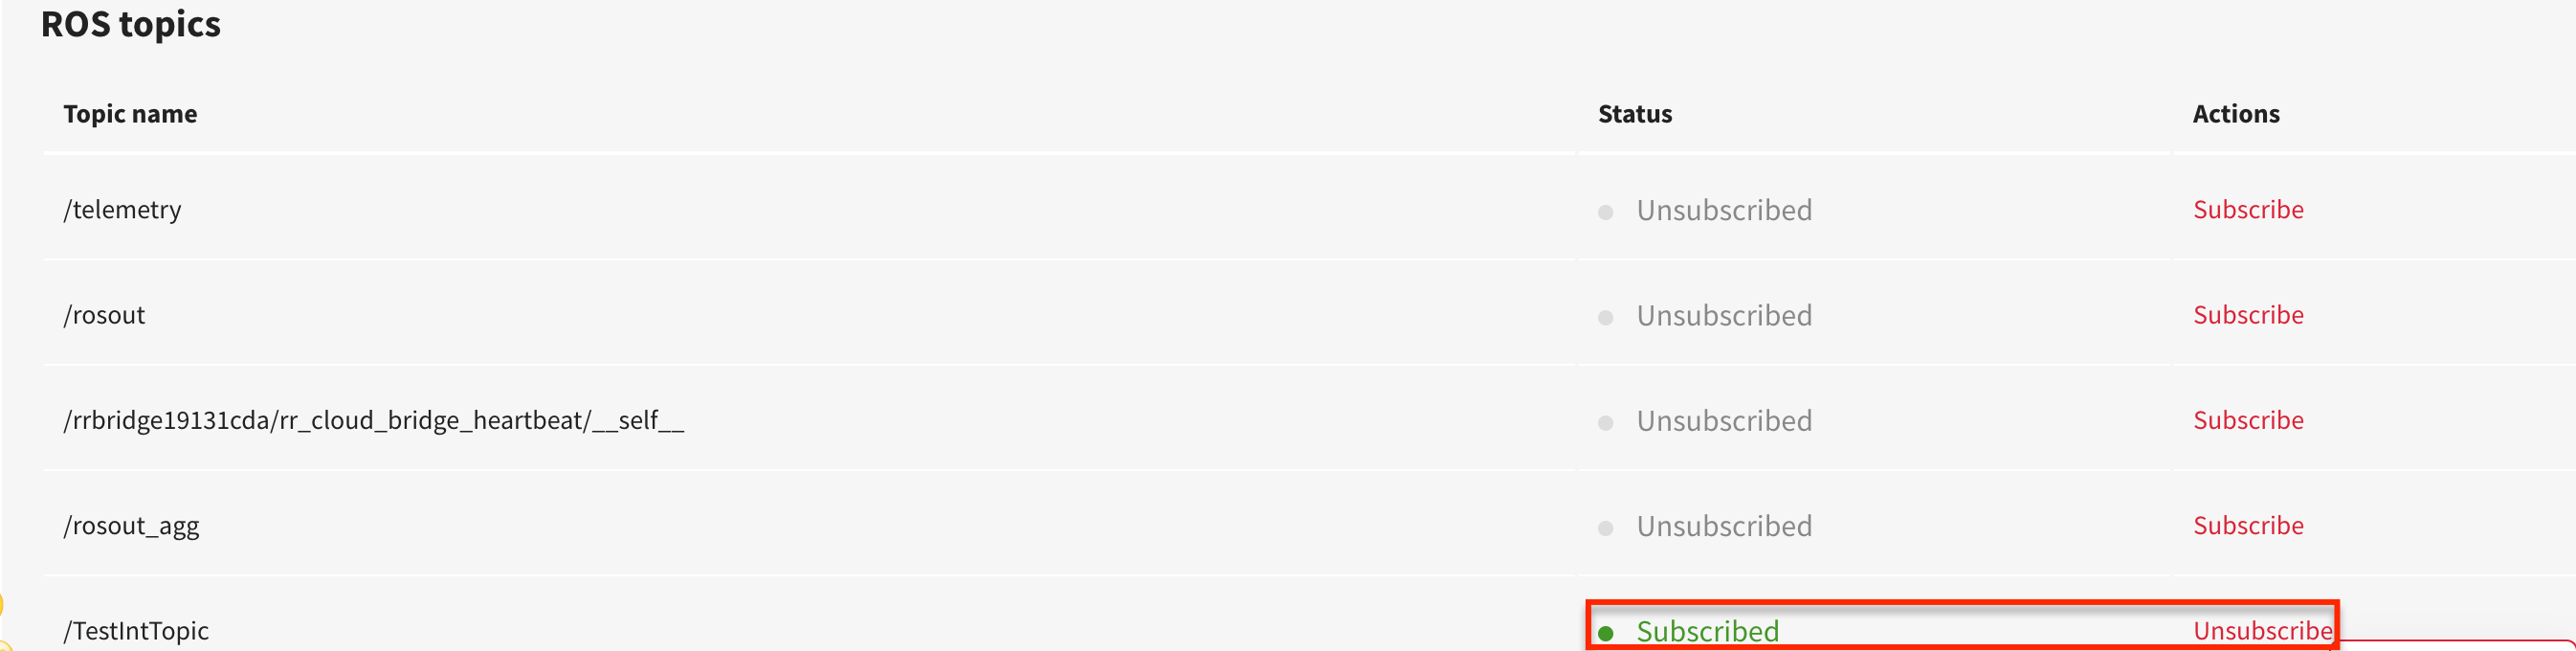 ROS topics
Topic name Status Actions
/telemetry Unsubscribed Subscribe
/rosout Unsubscribed Subscribe
/rrbridge19131cda/rr_cloud_bridge_heartbeat/__self__ Unsubscribed Subscribe
/rosout_agg Unsubscribed Subscribe
/TestIntTopic Subscribed Unsubscribe